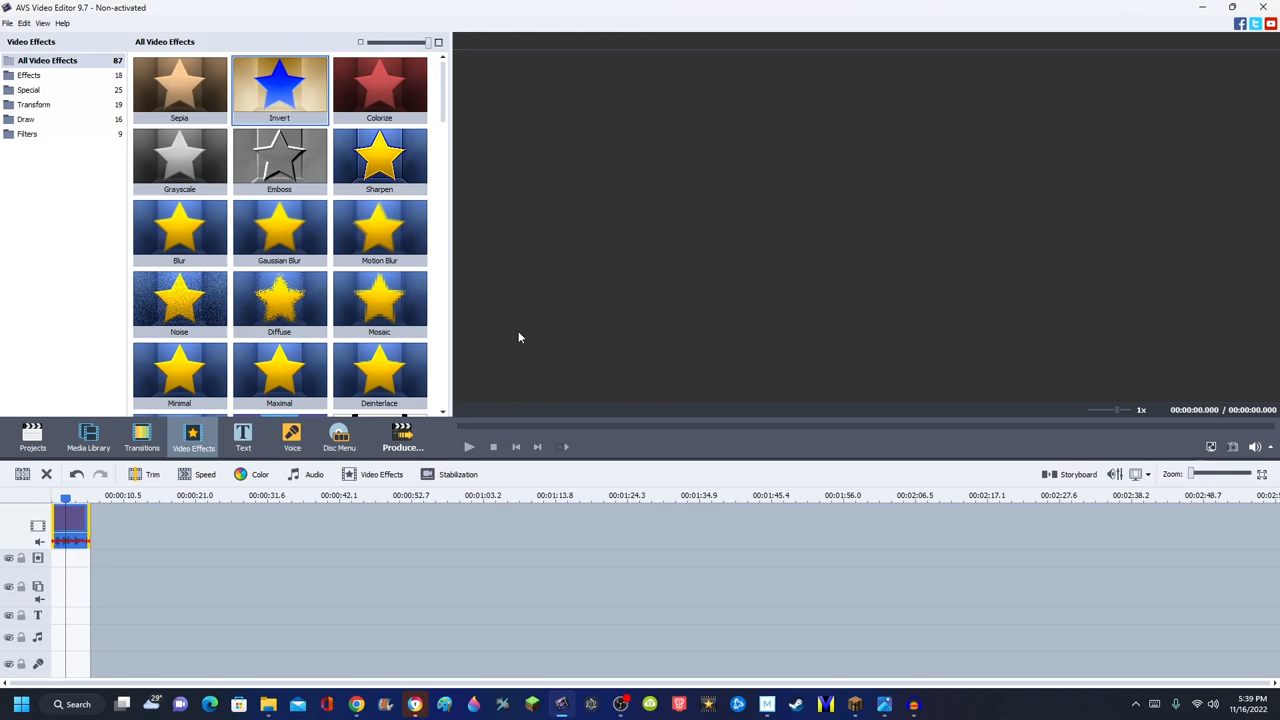 AVS Video Editor 9.7 - Non-activated
File Edit View Help
Video Effects
All Video Effects 87
Effects 18
Special 25
Transform 19
Draw 16
Filters 9
All Video Effects
Sepia Invert Colorize
Grayscale Emboss Sharpen
Blur Gaussian Blur Motion Blur
Noise Diffuse Mosaic
Minimal Maximal Deinterlace
1x 00:00:00.000 / 00:00:00.000
Projects Media Library Transitions Video Effects Text Voice Disc Menu Produce...
Trim Speed Color Audio Video Effects Stabilization Storyboard Zoom:
00:00:10.5 00:00:21.0 00:00:31.6 00:00:42.1 00:00:52.7 00:01:03.2 00:01:13.8 00:01:24.3 00:01:34.9 00:01:45.4 00:01:56.0 00:02:06.5 00:02:17.1 00:02:27.6 00:02:38.2 00:02:48.7 00:02:5
Search 29°
5:39 PM
11/16/2022